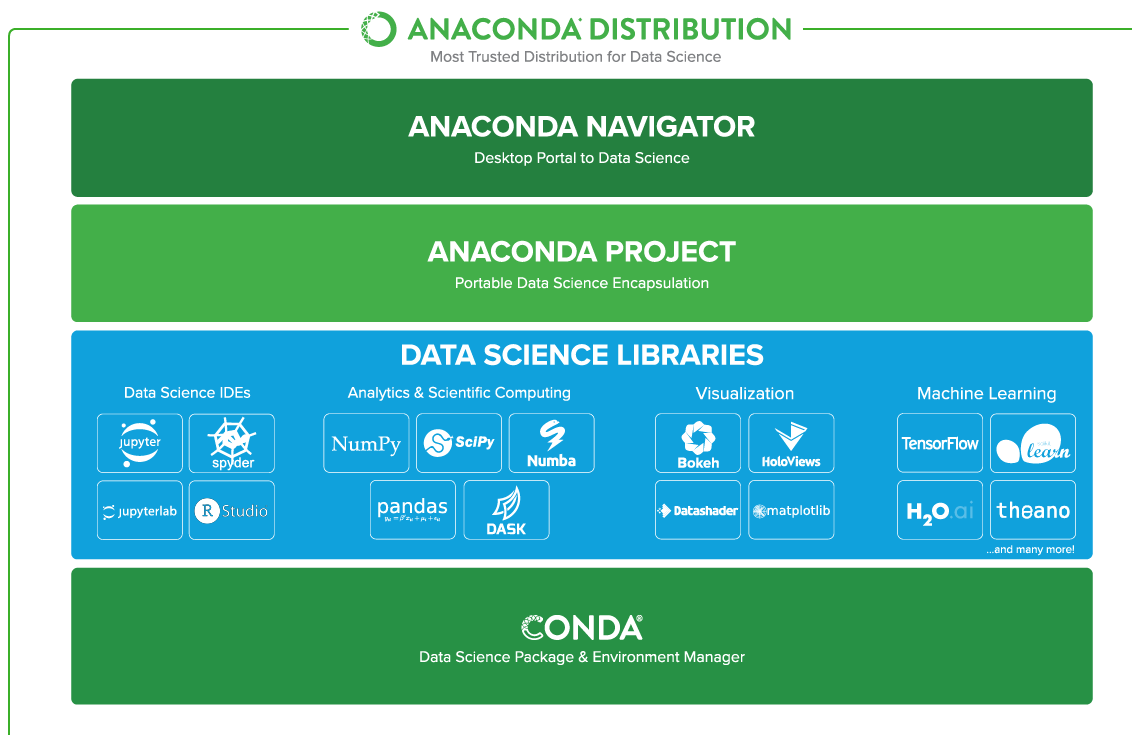 ANACONDA DISTRIBUTION
Most Trusted Distribution for Data Science
ANACONDA NAVIGATOR
Desktop Portal to Data Science
ANACONDA PROJECT
Portable Data Science Encapsulation
DATA SCIENCE LIBRARIES
Data Science IDEs
jupyter
spyder
jupyterlab
R Studio
Analytics & Scientific Computing
NumPy
SciPy
Numba
pandas
DASK
Visualization
Bokeh
HoloViews
Datashader
matplotlib
Machine Learning
TensorFlow
learn
H2O.ai
theano
...and many more!
CONDA®
Data Science Package & Environment Manager